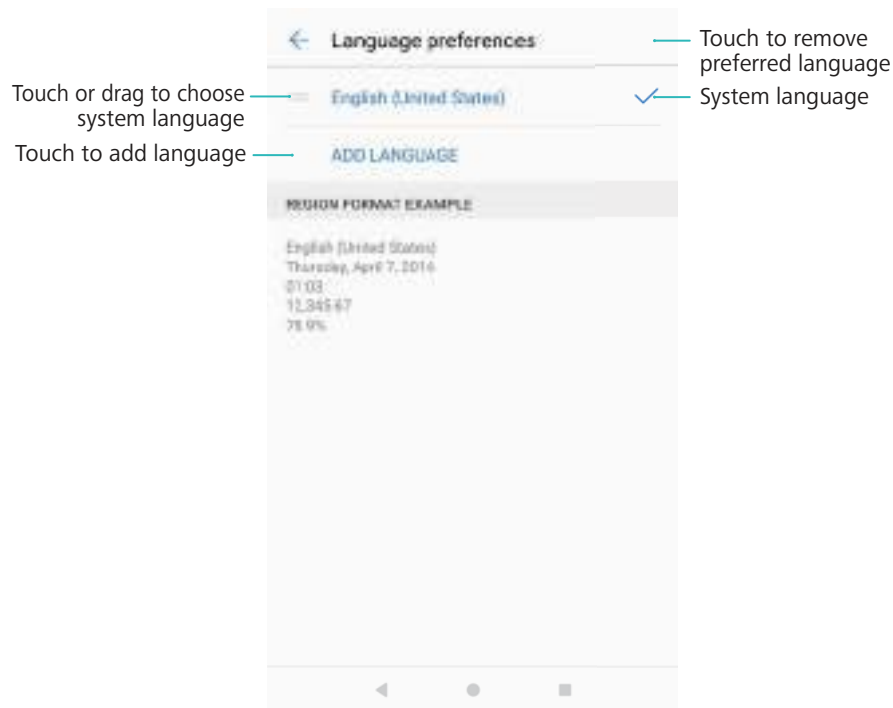 Language preferences
Touch to remove
preferred language
Touch or drag to choose
system language
English (United States)
System language
Touch to add language
ADD LANGUAGE
REGION FORMAT EXAMPLE
English (United States)
Thursday, April 7, 2016
01:03
12,345.67
78.9%